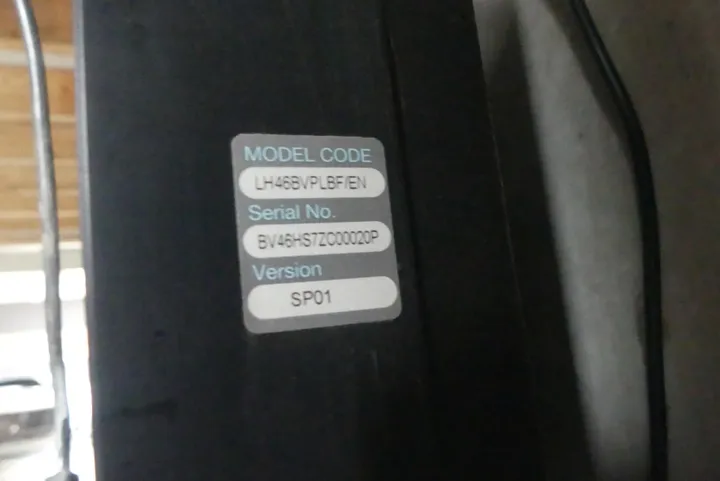 MODEL CODE
LH46BVPLBF/EN
Serial No.
BV46HS7ZC00020P
Version
SP01